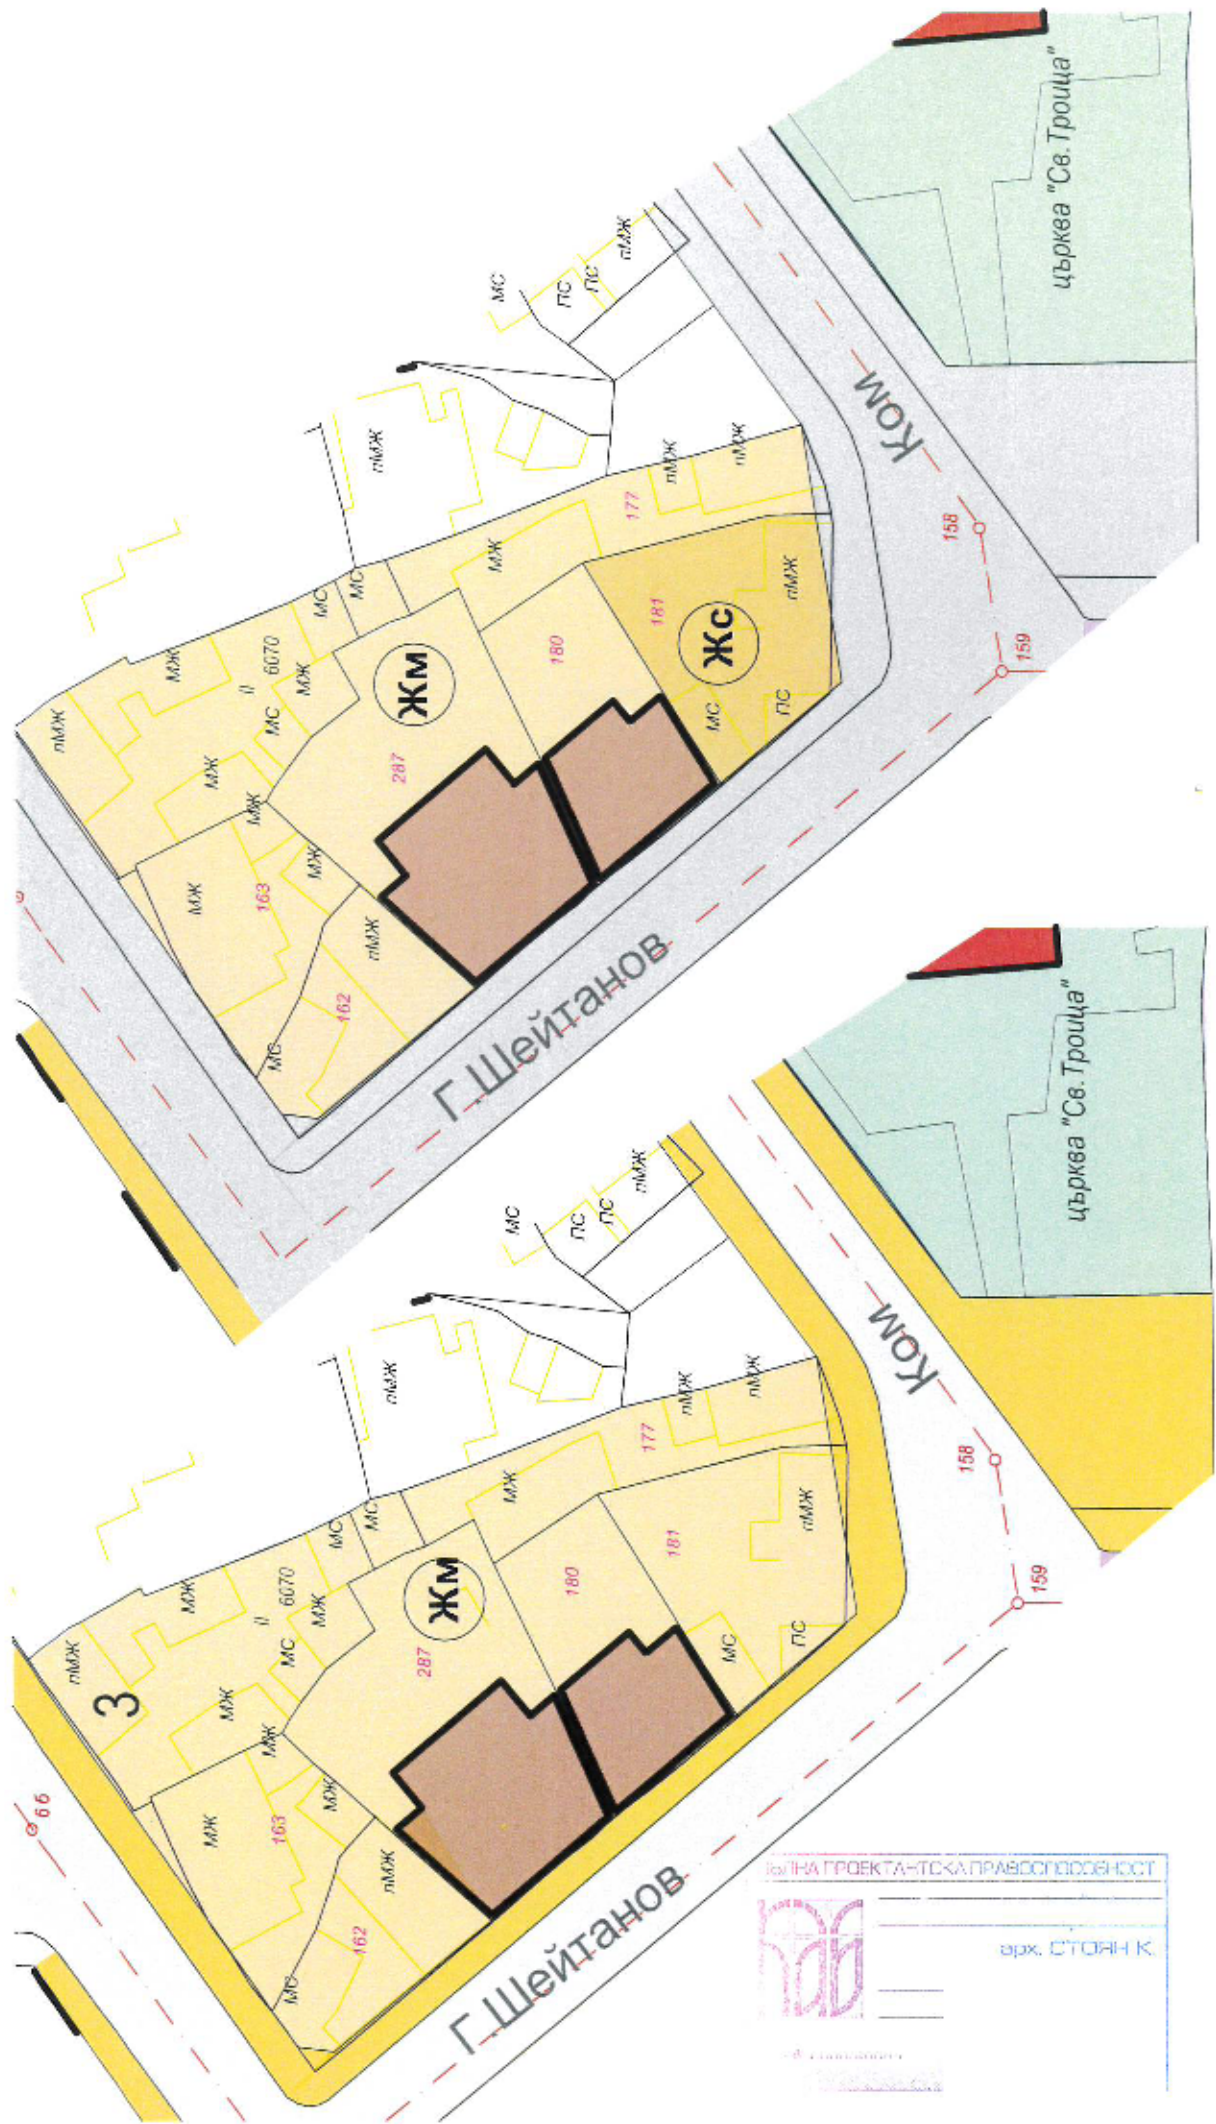 църква "Св. Троица"
МС
ПС
ПС
пМЖ
пМЖ
Ком
пМЖ
пМЖ
177
158
МЖ
МС
МС
МЖ
6070
П
МЖ
пМЖ
МС
180
181
пМЖ
Жс
159
Жм
МС
ПС
287
МЖ
МЖ
МЖ
163
МЖ
пМЖ
162
МС
Г.Шейтанов
църква "Св. Троица"
МС
ПС
ПС
пМЖ
пМЖ
Ком
пМЖ
пМЖ
177
158
МЖ
МС
МС
МЖ
6070
П
МЖ
пМЖ
3
МС
180
181
пМЖ
159
Жм
МС
ПС
287
МЖ
МЖ
66
МЖ
163
МЖ
пМЖ
162
МС
Г.Шейтанов
ПРОЕКТАНТСКА ПРАВОСПОСОБНОСТ
арх. СТОЯН К.